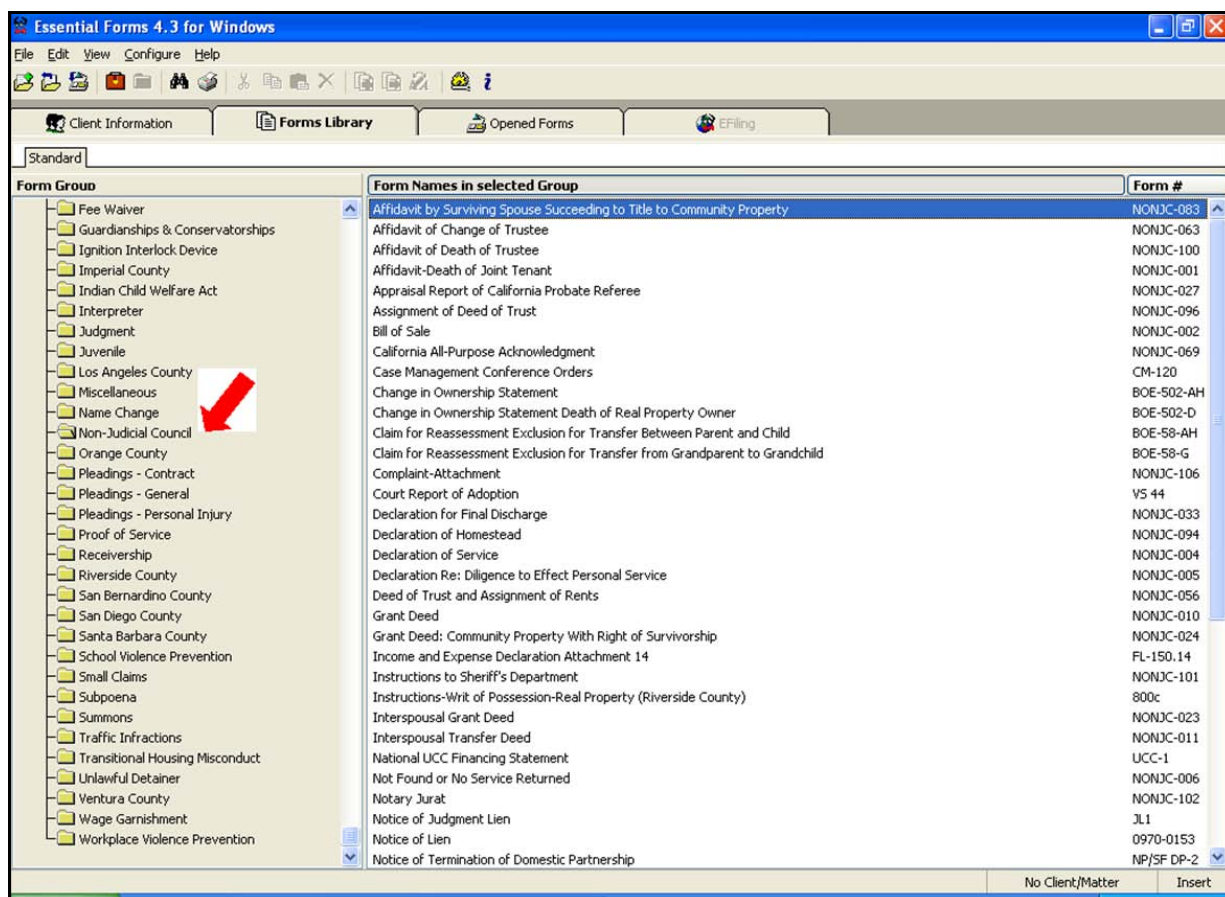 Essential Forms 4.3 for Windows
File Edit View Configure Help
Client Information Forms Library Opened Forms EFiling
Standard
Form Group
Fee Waiver
Guardianships & Conservatorships
Ignition Interlock Device
Imperial County
Indian Child Welfare Act
Interpreter
Judgment
Juvenile
Los Angeles County
Miscellaneous
Name Change
Non-Judicial Council
Orange County
Pleadings - Contract
Pleadings - General
Pleadings - Personal Injury
Proof of Service
Receivership
Riverside County
San Bernardino County
San Diego County
Santa Barbara County
School Violence Prevention
Small Claims
Subpoena
Summons
Traffic Infractions
Transitional Housing Misconduct
Unlawful Detainer
Ventura County
Wage Garnishment
Workplace Violence Prevention
Form Names in selected Group Form #
Affidavit by Surviving Spouse Succeeding to Title to Community Property NONJC-083
Affidavit of Change of Trustee NONJC-063
Affidavit of Death of Trustee NONJC-100
Affidavit-Death of Joint Tenant NONJC-001
Appraisal Report of California Probate Referee NONJC-027
Assignment of Deed of Trust NONJC-096
Bill of Sale NONJC-002
California All-Purpose Acknowledgment NONJC-069
Case Management Conference Orders CM-120
Change in Ownership Statement BOE-502-AH
Change in Ownership Statement Death of Real Property Owner BOE-502-D
Claim for Reassessment Exclusion for Transfer Between Parent and Child BOE-58-AH
Claim for Reassessment Exclusion for Transfer from Grandparent to Grandchild BOE-58-G
Complaint-Attachment NONJC-106
Court Report of Adoption VS 44
Declaration for Final Discharge NONJC-033
Declaration of Homestead NONJC-094
Declaration of Service NONJC-004
Declaration Re: Diligence to Effect Personal Service NONJC-005
Deed of Trust and Assignment of Rents NONJC-056
Grant Deed NONJC-010
Grant Deed: Community Property With Right of Survivorship NONJC-024
Income and Expense Declaration Attachment 14 FL-150.14
Instructions to Sheriff's Department NONJC-101
Instructions-Writ of Possession-Real Property (Riverside County) 800c
Interspousal Grant Deed NONJC-023
Interspousal Transfer Deed NONJC-011
National UCC Financing Statement UCC-1
Not Found or No Service Returned NONJC-006
Notary Jurat NONJC-102
Notice of Judgment Lien JL1
Notice of Lien 0970-0153
Notice of Termination of Domestic Partnership NP/SF DP-2
No Client/Matter Insert